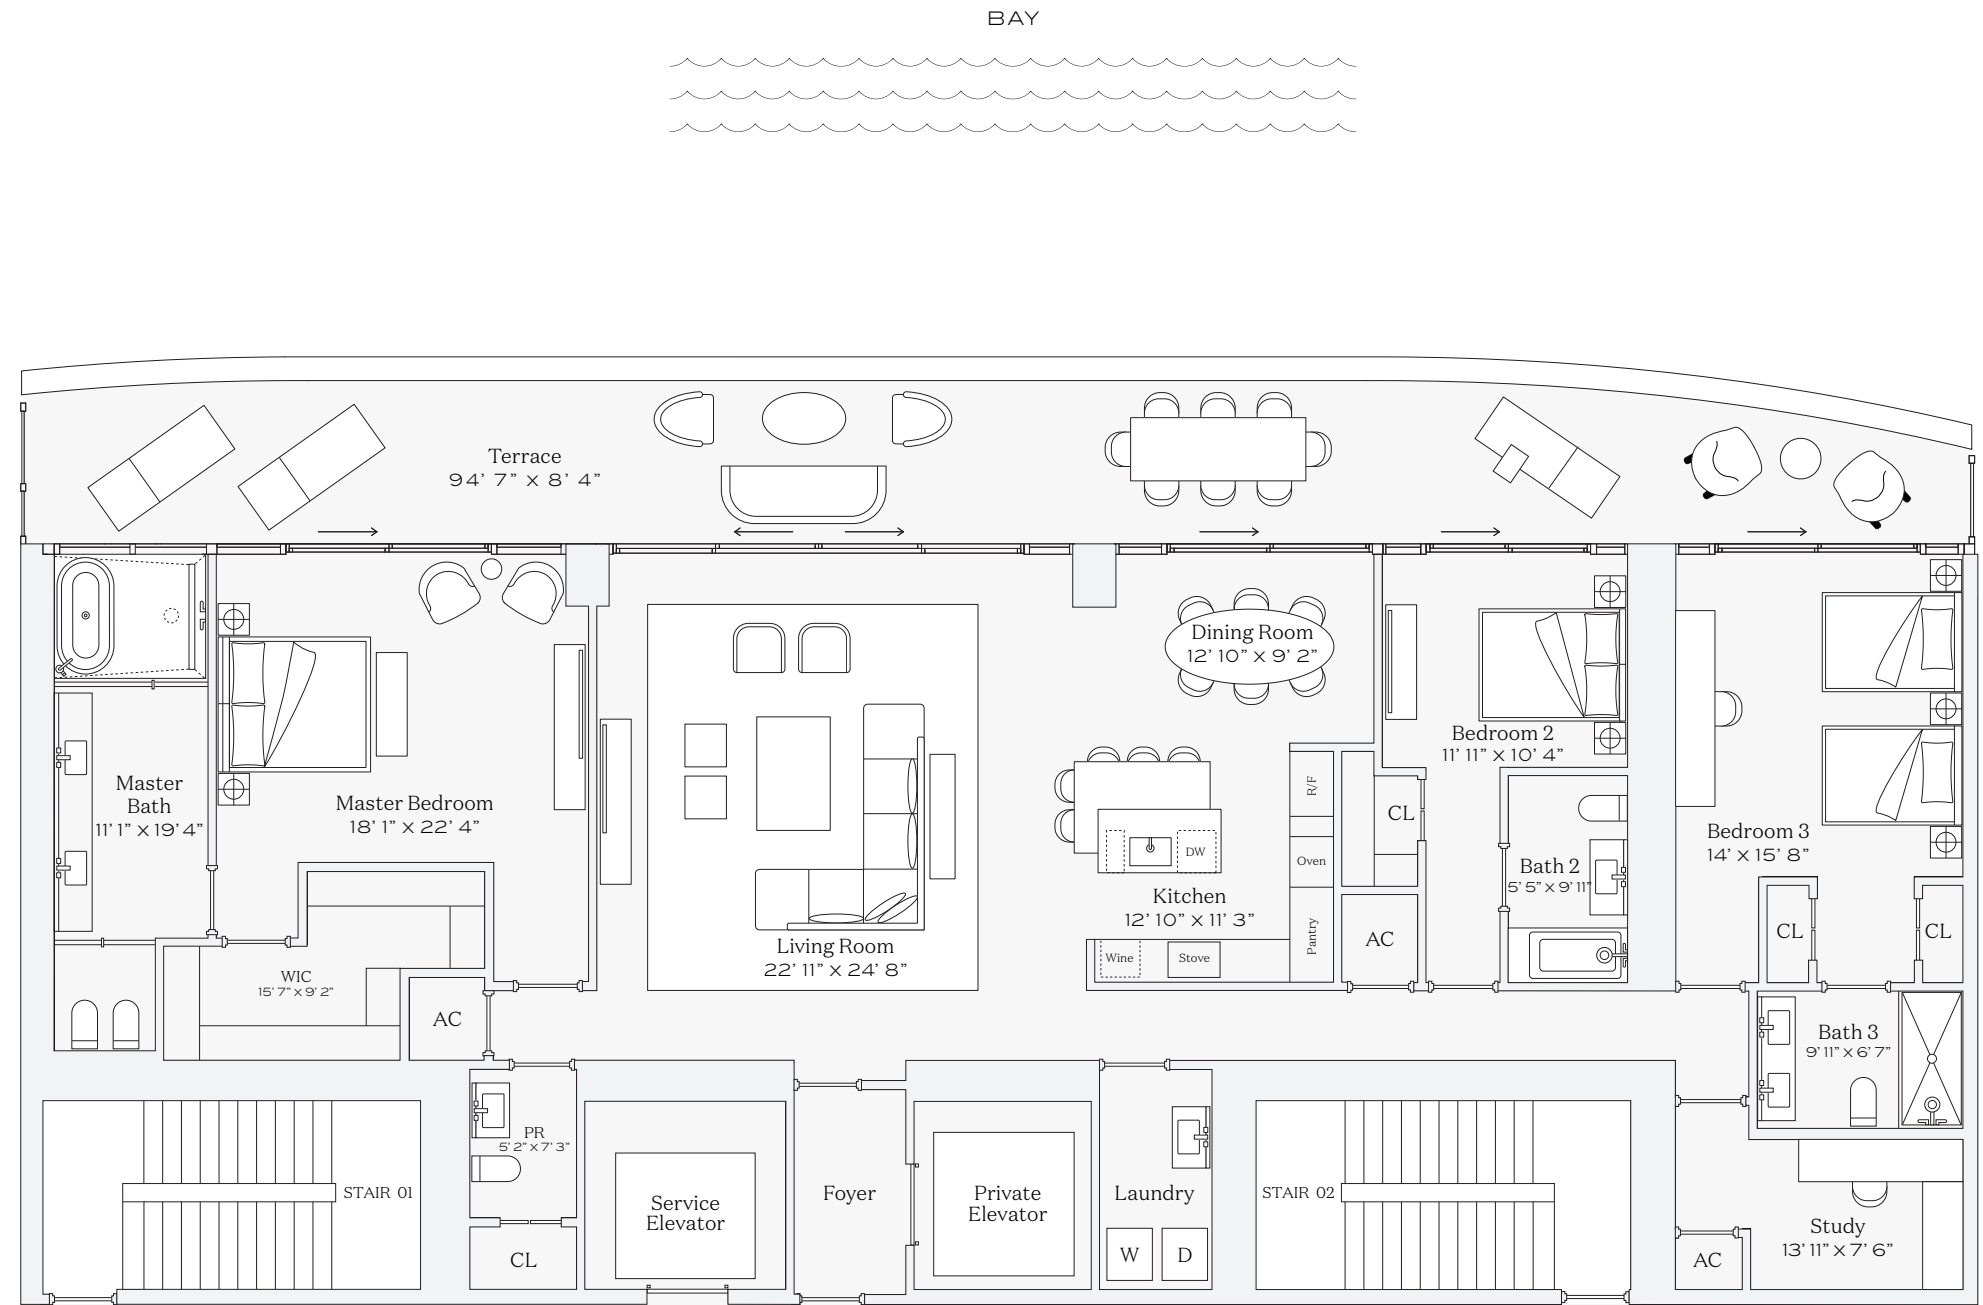 BAY
Terrace
94' 7" x 8' 4"
Master
Bath
11' 1" x 19' 4"
Master Bedroom
18' 1" x 22' 4"
Living Room
22' 11" x 24' 8"
Dining Room
12' 10" x 9' 2"
Kitchen
12' 10" x 11' 3"
R/F
Oven
Pantry
DW
Wine
Stove
CL
AC
Bedroom 2
11' 11" x 10' 4"
Bath 2
5' 5" x 9' 11"
Bedroom 3
14' x 15' 8"
CL
CL
WIC
15' 7" x 9' 2"
AC
Bath 3
9' 11" x 6' 7"
PR
5' 2" x 7' 3"
CL
STAIR 01
Service
Elevator
Foyer
Private
Elevator
Laundry
W
D
STAIR 02
Study
13' 11" x 7' 6"
AC